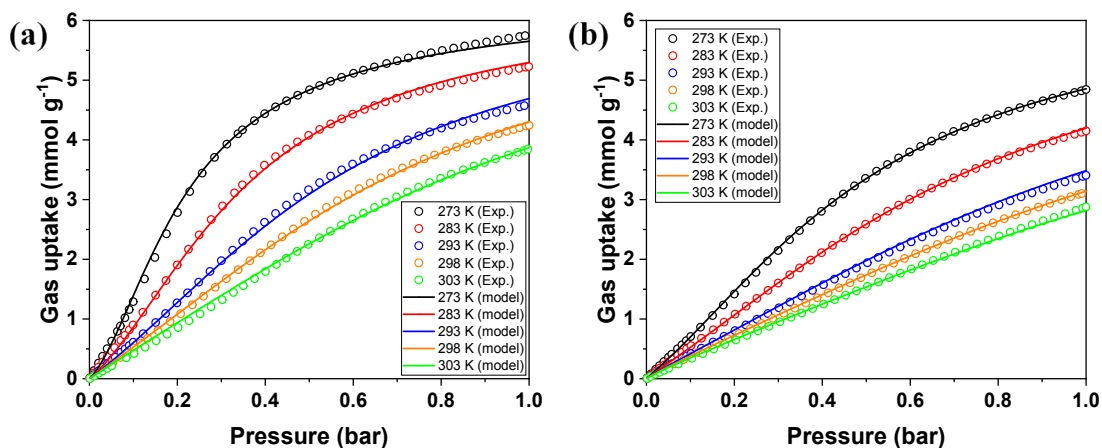 (a)
Gas uptake (mmol g⁻¹)
6
5
4
3
2
1
0
273 K (Exp.)
283 K (Exp.)
293 K (Exp.)
298 K (Exp.)
303 K (Exp.)
273 K (model)
283 K (model)
293 K (model)
298 K (model)
303 K (model)
0.0 0.2 0.4 0.6 0.8 1.0
Pressure (bar)
(b)
Gas uptake (mmol g⁻¹)
6
5
4
3
2
1
0
273 K (Exp.)
283 K (Exp.)
293 K (Exp.)
298 K (Exp.)
303 K (Exp.)
273 K (model)
283 K (model)
293 K (model)
298 K (model)
303 K (model)
0.0 0.2 0.4 0.6 0.8 1.0
Pressure (bar)